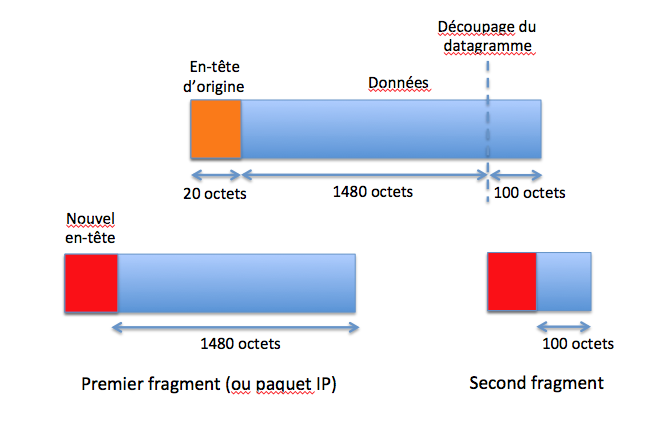 Découpage du
datagramme
En-tête
d'origine
Données
20 octets
1480 octets
100 octets
Nouvel
en-tête
1480 octets
100 octets
Premier fragment (ou paquet IP)
Second fragment